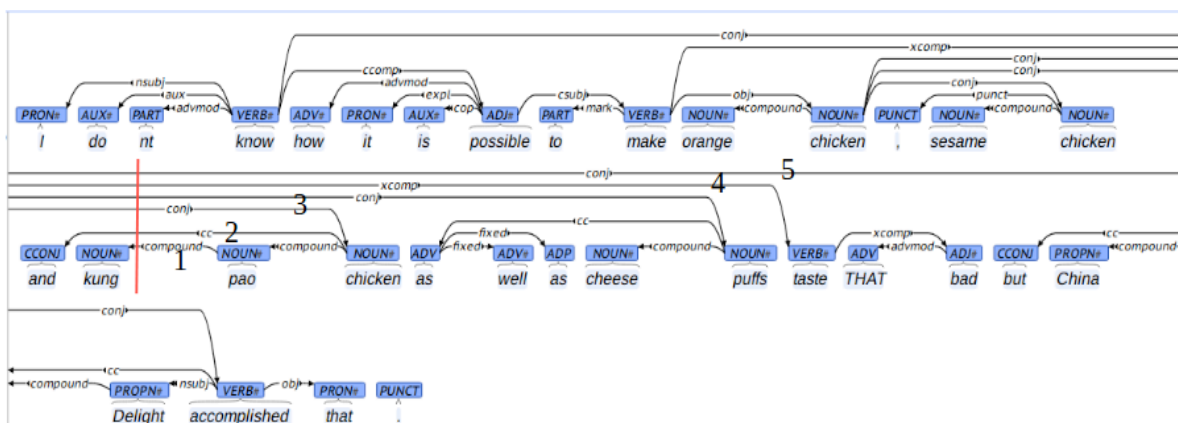 conj
xcomp
conj
ccomp conj
nsubj advmod conj
aux expl punct
advmod cop csubj mark obj compound compound
PRON# AUX# PART VERB# ADV# PRON# AUX# ADJ# PART VERB# NOUN# NOUN# PUNCT NOUN# NOUN#
I do nt know how it is possible to make orange chicken , sesame chicken
conj 5
xcomp 4
conj
conj 3
cc 2 fixed cc xcomp cc
compound 1 compound fixed compound advmod compound
CCONJ NOUN# NOUN# NOUN# ADV ADV# ADP NOUN# NOUN# VERB# ADV ADJ# CCONJ PROPN#
and kung pao chicken as well as cheese puffs taste THAT bad but China
conj
cc
compound nsubj obj
PROPN# VERB# PRON# PUNCT
Delight accomplished that .